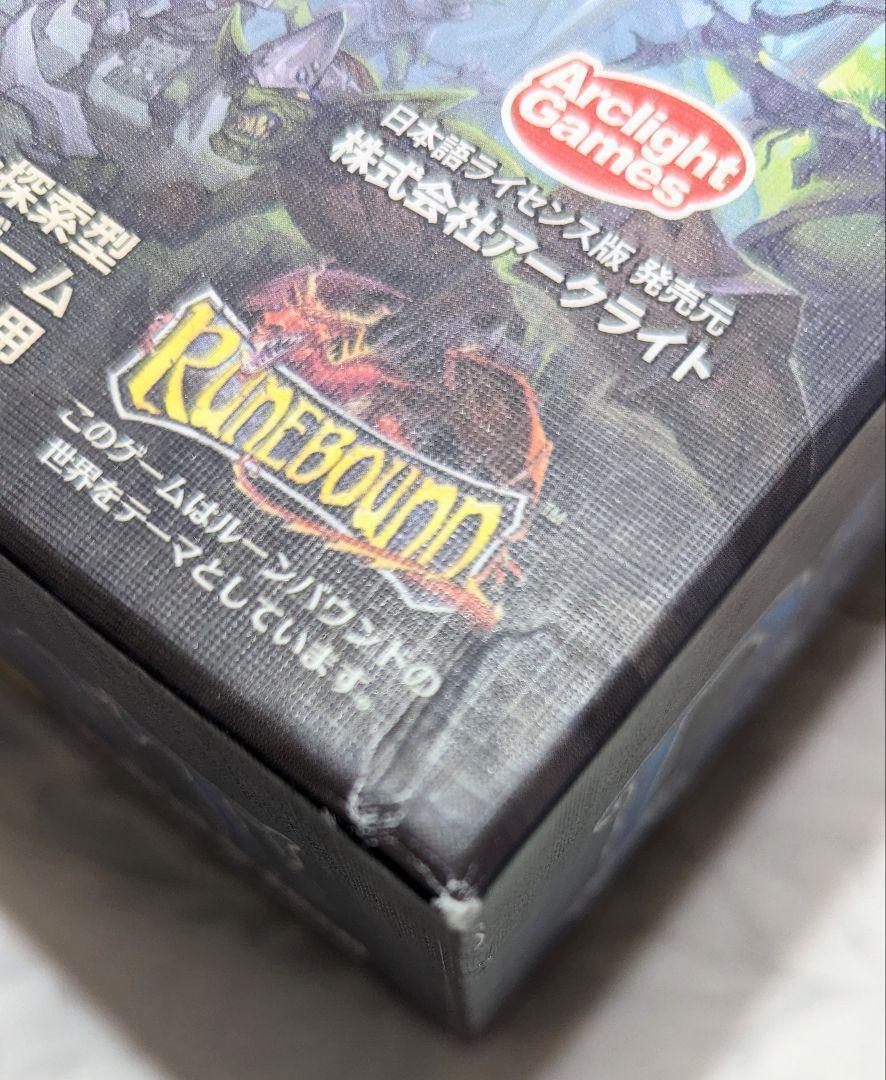 Arclight
Games
日本語ライセンス版 発売元
株式会社アークライト
探索型
ゲーム
用
RUNEBOUND
TM
このゲームはルーンバウンドの
世界をテーマとしています。